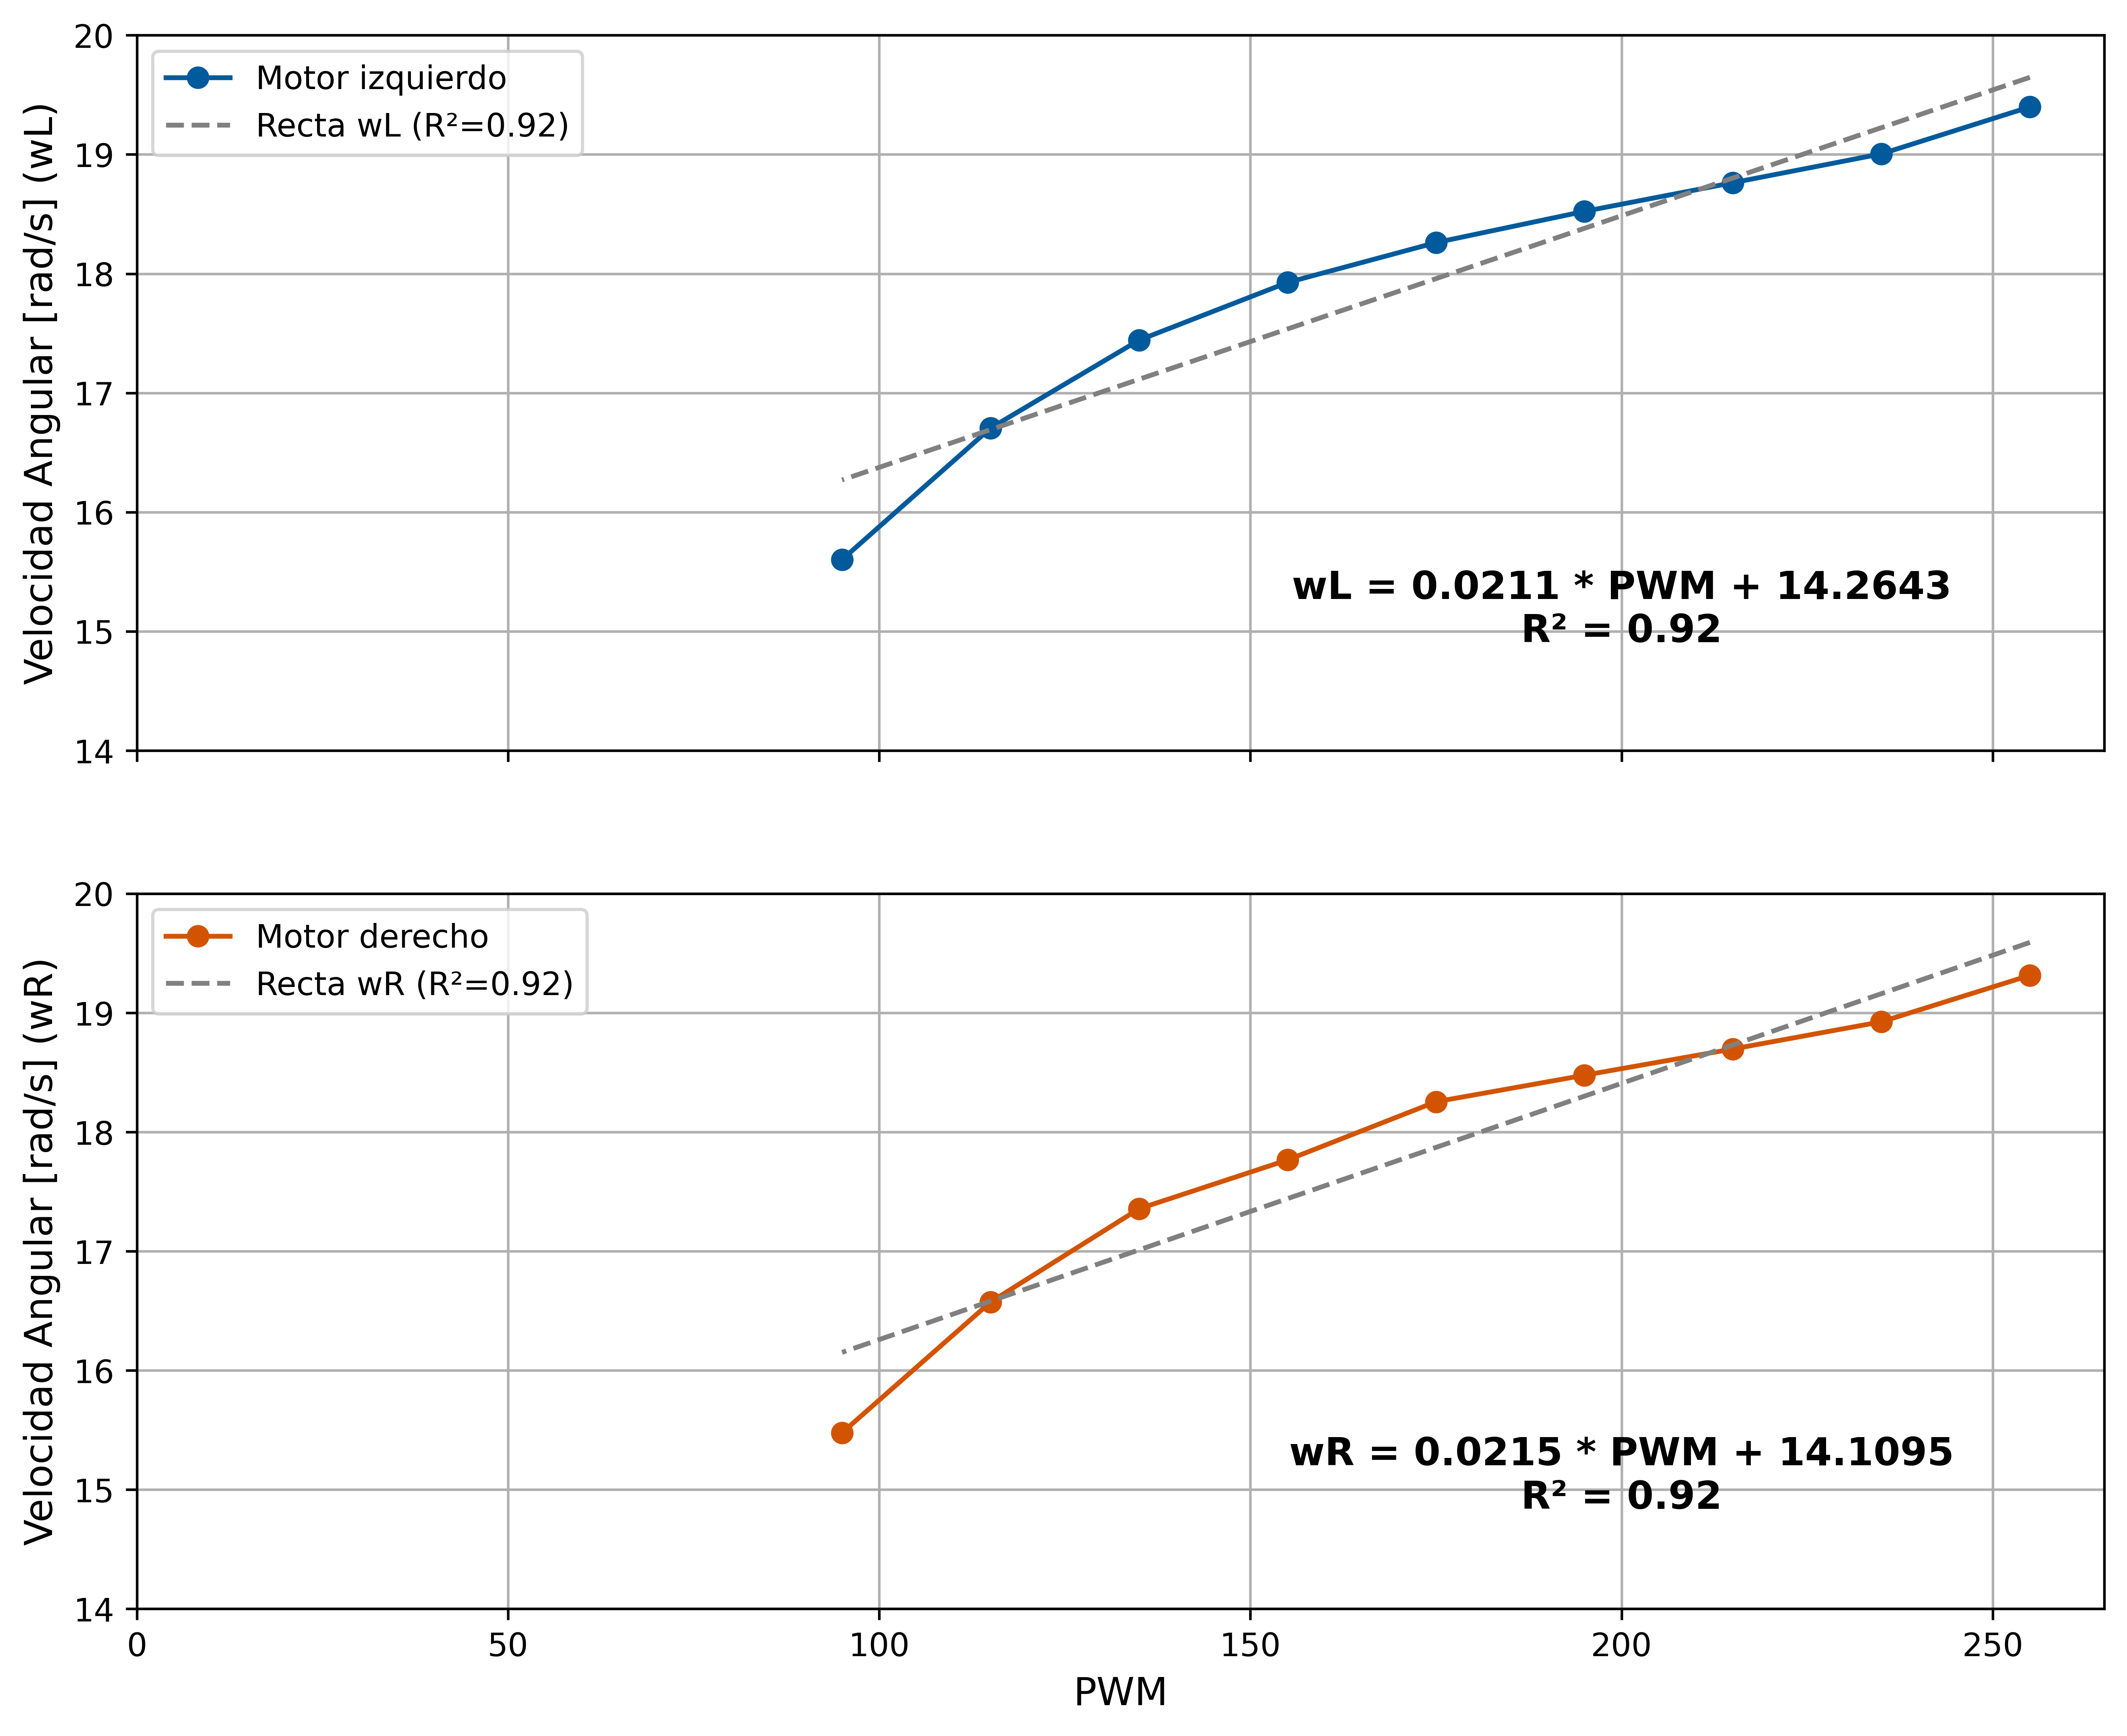 20
19
18
17
16
15
14
Velocidad Angular [rad/s] (wL)
Motor izquierdo
Recta wL (R²=0.92)
wL = 0.0211 * PWM + 14.2643
R² = 0.92
20
19
18
17
16
15
14
Velocidad Angular [rad/s] (wR)
Motor derecho
Recta wR (R²=0.92)
wR = 0.0215 * PWM + 14.1095
R² = 0.92
0 50 100 150 200 250
PWM